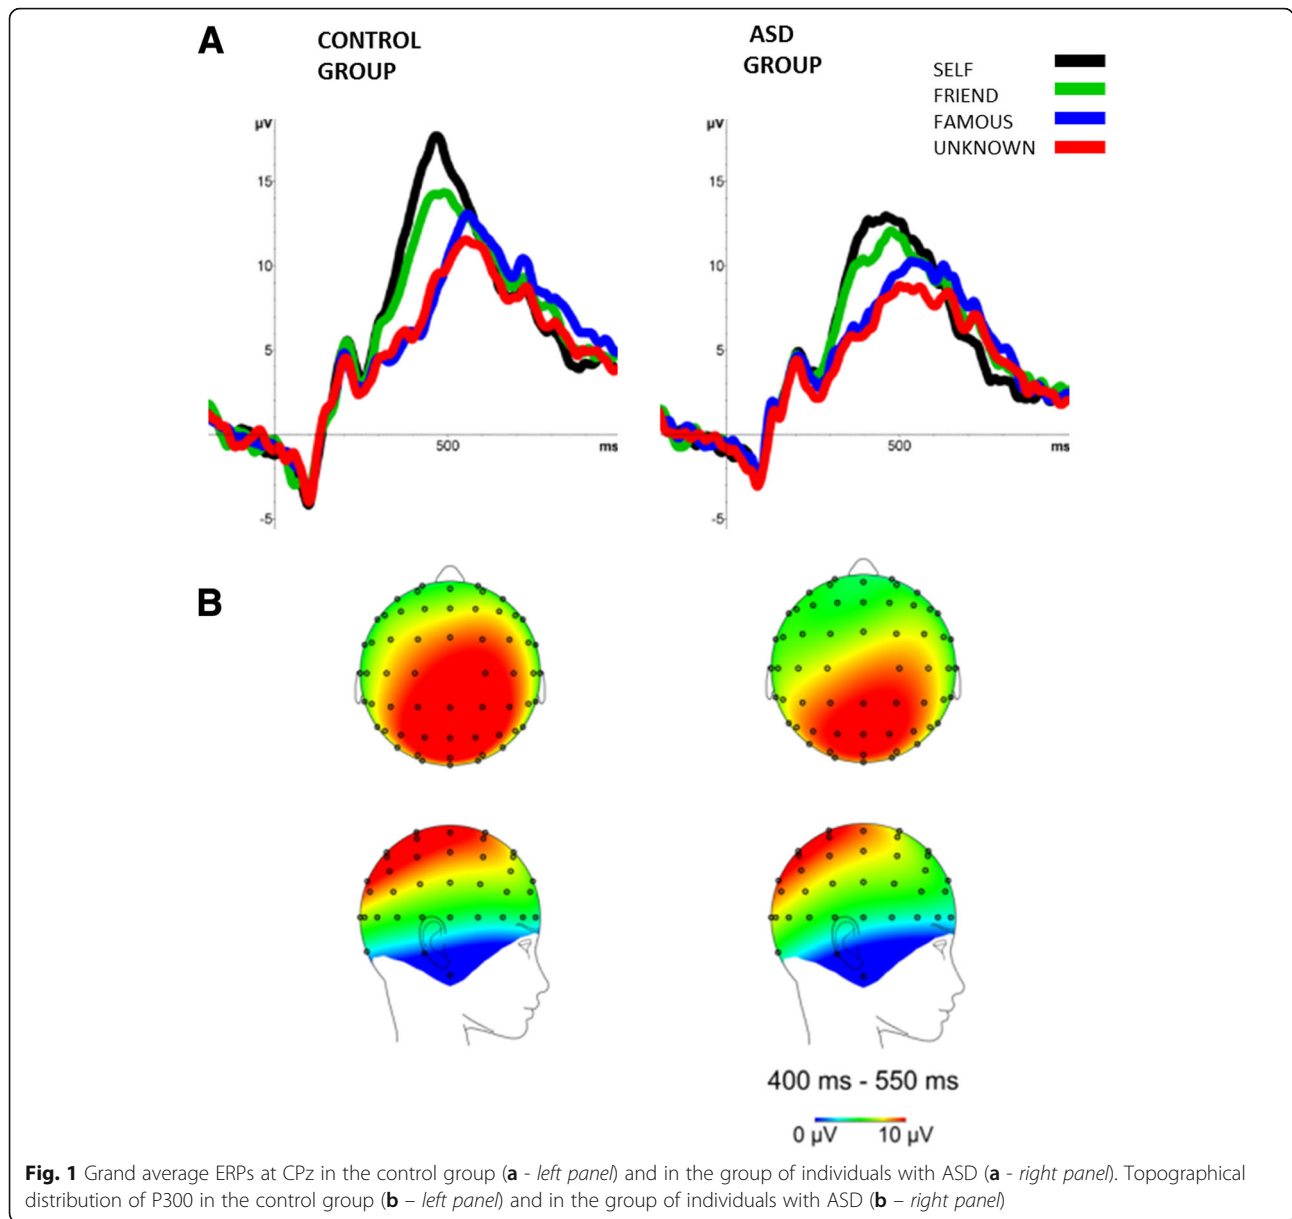 A
CONTROL
GROUP
ASD
GROUP
SELF
FRIEND
FAMOUS
UNKNOWN
µV
15
10
5
-5
500
ms
µV
15
10
5
-5
500
ms
B
400 ms - 550 ms
0 µV 10 µV
Fig. 1 Grand average ERPs at CPz in the control group (a - left panel) and in the group of individuals with ASD (a - right panel). Topographical
distribution of P300 in the control group (b – left panel) and in the group of individuals with ASD (b – right panel)